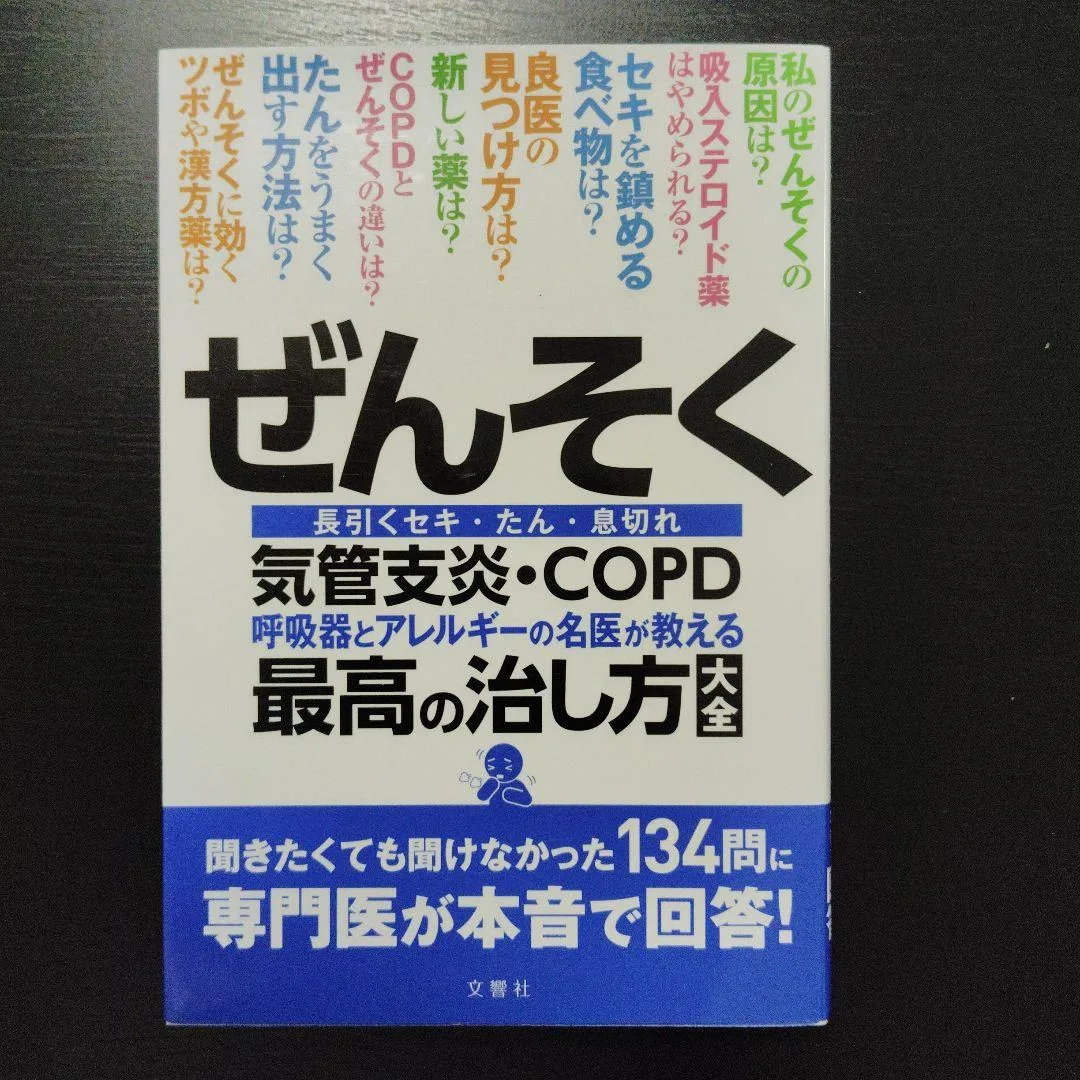 私のぜんそくの
原因は？
吸入ステロイド薬
はやめられる？
セキを鎮める
食べ物は？
良医の
見つけ方は？
新しい薬は？
COPDと
ぜんそくの違いは？
たんをうまく
出す方法は？
ぜんそくに効く
ツボや漢方薬は？
ぜんそく
長引くセキ・たん・息切れ
気管支炎・COPD
呼吸器とアレルギーの名医が教える
最高の治し方大全
聞きたくても聞けなかった134問に
専門医が本音で回答！
文響社